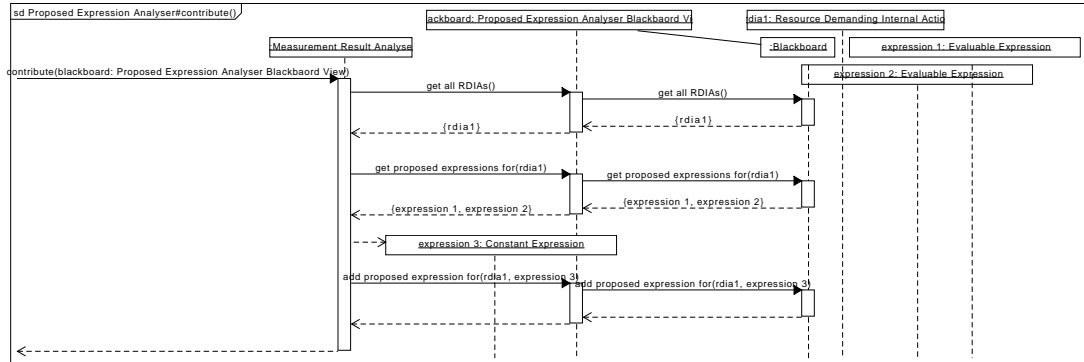 sd Proposed Expression Analyser#contribute()
ackboard: Proposed Expression Analyser Blackbaord Vi
rdia1: Resource Demanding Internal Actio
:Measurement Result Analyse
:Blackboard
expression 1: Evaluable Expression
contribute(blackboard: Proposed Expression Analyser Blackbaord View)
expression 2: Evaluable Expression
get all RDIAs()
get all RDIAs()
{rdia1}
{rdia1}
get proposed expressions for(rdia1)
get proposed expressions for(rdia1)
{expression 1, expression 2}
{expression 1, expression 2}
expression 3: Constant Expression
add proposed expression for(rdia1, expression 3)
add proposed expression for(rdia1, expression 3)